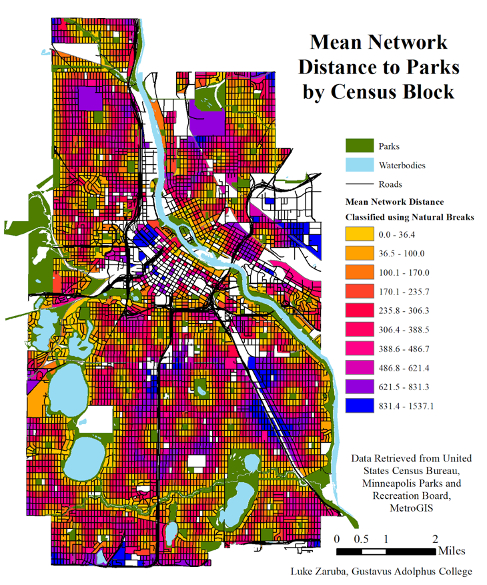 Mean Network
Distance to Parks
by Census Block
Parks
Waterbodies
Roads
Mean Network Distance
Classified using Natural Breaks
0.0 - 36.4
36.5 - 100.0
100.1 - 170.0
170.1 - 235.7
235.8 - 306.3
306.4 - 388.5
388.6 - 486.7
486.8 - 621.4
621.5 - 831.3
831.4 - 1537.1
Data Retrieved from United
States Census Bureau,
Minneapolis Parks and
Recreation Board,
MetroGIS
0 0.5 1 2
Miles
Luke Zaruba, Gustavus Adolphus College